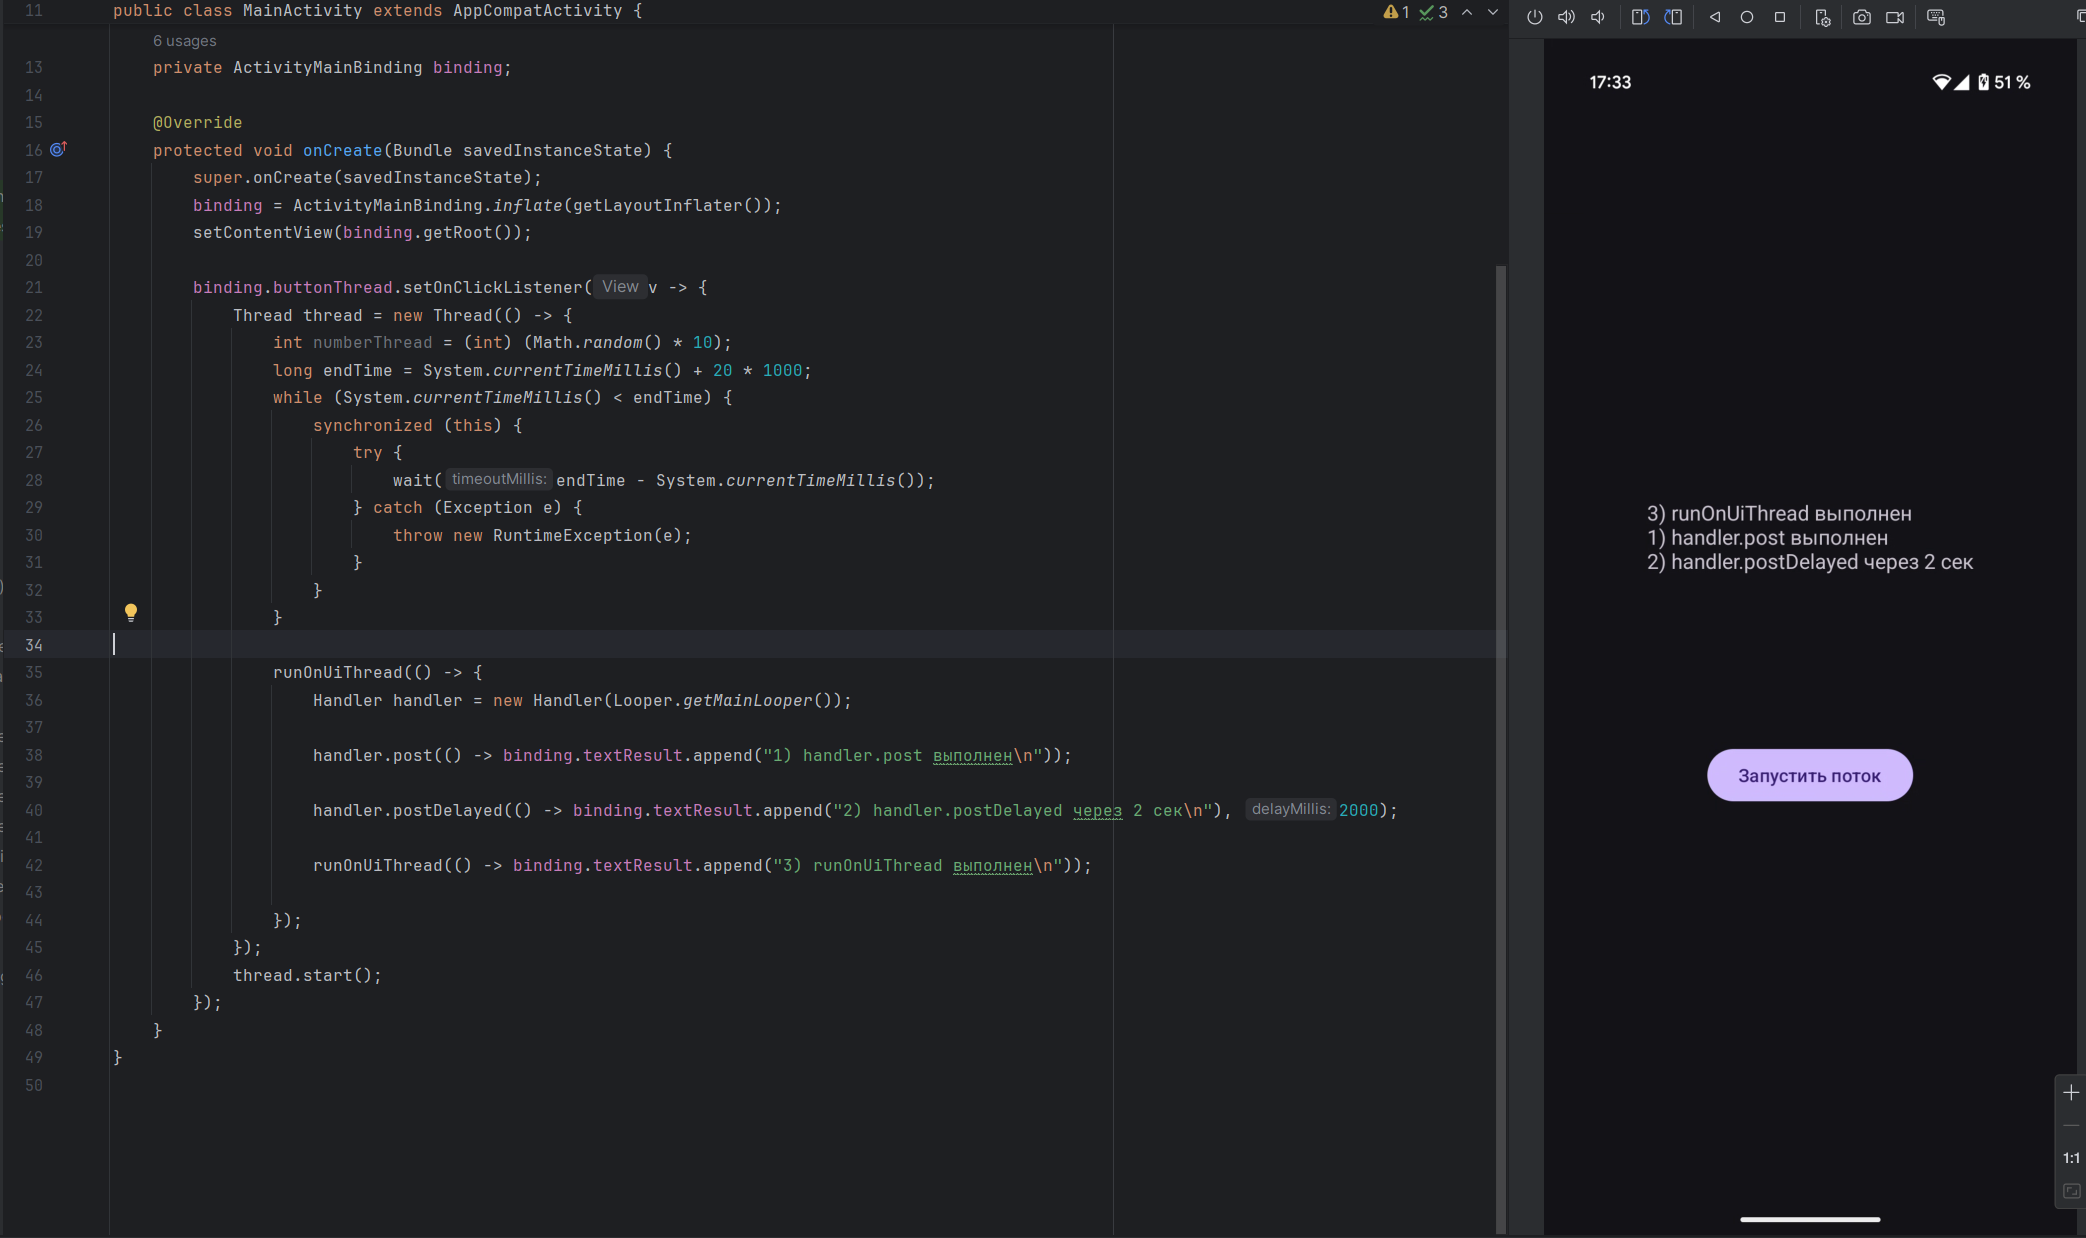 11 public class MainActivity extends AppCompatActivity { 1 3
6 usages
13 private ActivityMainBinding binding;
14
15 @Override
16 protected void onCreate(Bundle savedInstanceState) {
17 super.onCreate(savedInstanceState);
18 binding = ActivityMainBinding.inflate(getLayoutInflater());
19 setContentView(binding.getRoot());
20
21 binding.buttonThread.setOnClickListener( View v -> {
22 Thread thread = new Thread(() -> {
23 int numberThread = (int) (Math.random() * 10);
24 long endTime = System.currentTimeMillis() + 20 * 1000;
25 while (System.currentTimeMillis() < endTime) {
26 synchronized (this) {
27 try {
28 wait( timeoutMillis: endTime - System.currentTimeMillis());
29 } catch (Exception e) {
30 throw new RuntimeException(e);
31 }
32 }
33 }
34
35 runOnUiThread(() -> {
36 Handler handler = new Handler(Looper.getMainLooper());
37
38 handler.post(() -> binding.textResult.append("1) handler.post выполнен\n"));
39
40 handler.postDelayed(() -> binding.textResult.append("2) handler.postDelayed через 2 сек\n"), delayMillis: 2000);
41
42 runOnUiThread(() -> binding.textResult.append("3) runOnUiThread выполнен\n"));
43
44 });
45 });
46 thread.start();
47 });
48 }
49 }
50
17:33 51 %
3) runOnUiThread выполнен
1) handler.post выполнен
2) handler.postDelayed через 2 сек
Запустить поток
1:1